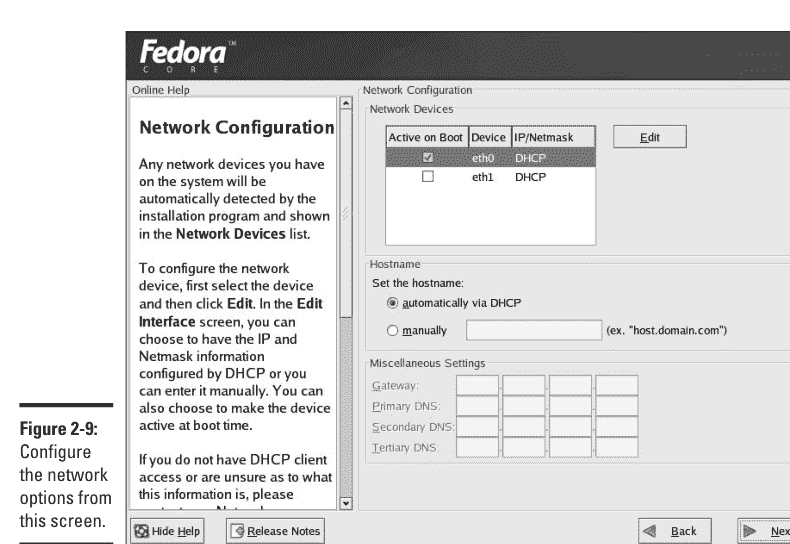 Fedora™
CORE
Online Help
Network Configuration
Any network devices you have
on the system will be
automatically detected by the
installation program and shown
in the Network Devices list.
To configure the network
device, first select the device
and then click Edit. In the Edit
Interface screen, you can
choose to have the IP and
Netmask information
configured by DHCP or you
can enter it manually. You can
also choose to make the device
active at boot time.
If you do not have DHCP client
access or are unsure as to what
this information is, please
Network Configuration
Network Devices
Active on Boot Device IP/Netmask
eth0 DHCP
eth1 DHCP
Edit
Hostname
Set the hostname:
automatically via DHCP
manually (ex. "host.domain.com")
Miscellaneous Settings
Gateway:
Primary DNS:
Secondary DNS:
Tertiary DNS:
Hide Help
Release Notes
Back
Nex
Figure 2-9:
Configure
the network
options from
this screen.